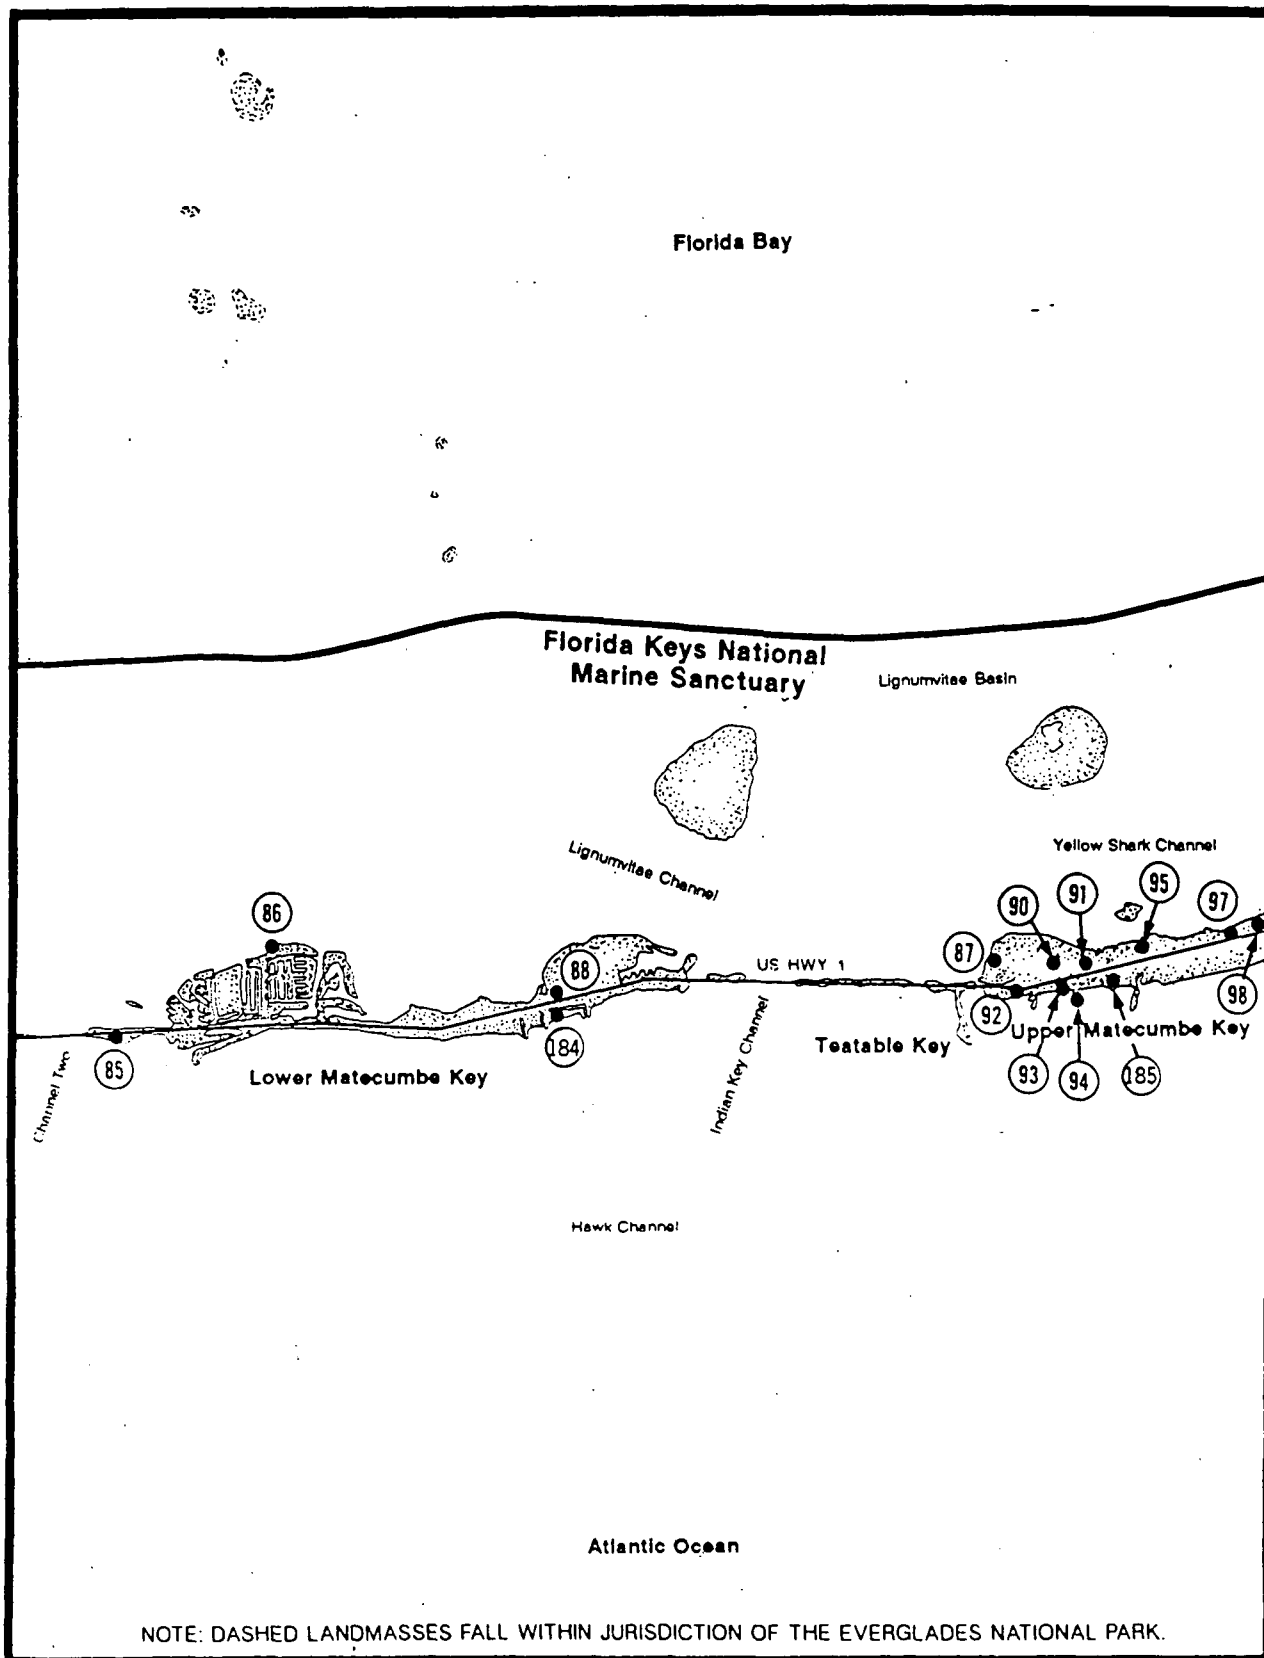 Florida Bay
Florida Keys National
Marine Sanctuary
Lignumvitae Basin
Lignumvitae Channel
Yellow Shark Channel
86
88
90
91
95
97
87
US HWY 1
98
92
85
184
Channel Two
Lower Matecumbe Key
Indian Key Channel
Teatable Key
Upper Matecumbe Key
93
94
185
Hawk Channel
Atlantic Ocean
NOTE: DASHED LANDMASSES FALL WITHIN JURISDICTION OF THE EVERGLADES NATIONAL PARK.